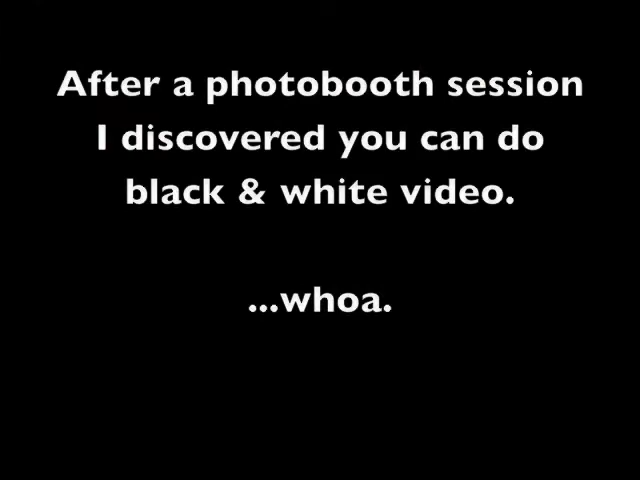 After a photobooth session
I discovered you can do
black & white video.
...whoa.